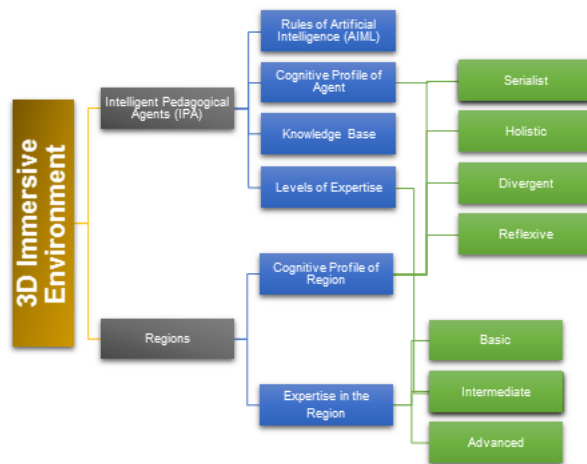 3D Immersive
Environment
Intelligent Pedagogical
Agents (IPA)
Regions
Rules of Artificial
Intelligence (AIML)
Cognitive Profile of
Agent
Knowledge Base
Levels of Expertise
Cognitive Profile of
Region
Expertise in the
Region
Serialist
Holistic
Divergent
Reflexive
Basic
Intermediate
Advanced